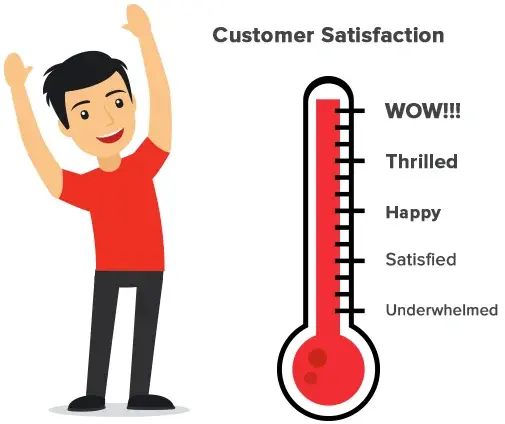 Customer Satisfaction
WOW!!!
Thrilled
Happy
Satisfied
Underwhelmed